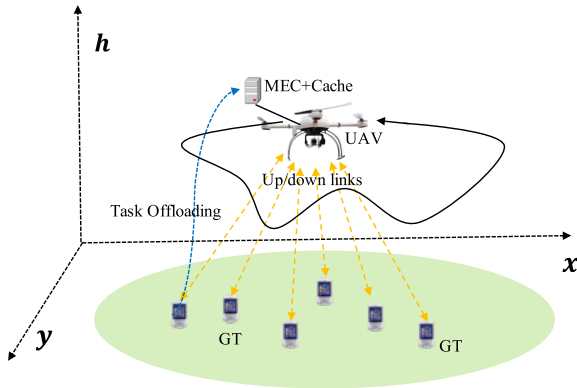 h
MEC+Cache
UAV
Up/down links
Task Offloading
x
y
GT
GT